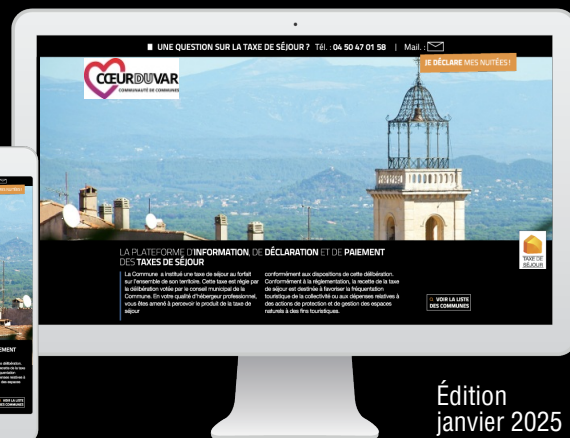 UNE QUESTION SUR LA TAXE DE SÉJOUR ? Tél. : 04 50 47 01 58 | Mail. :
JE DÉCLARE MES NUITÉES !
CŒURDUVAR
COMMUNAUTÉ DE COMMUNES
LA PLATEFORME D'INFORMATION, DE DÉCLARATION ET DE PAIEMENT
DES TAXES DE SÉJOUR
La Commune a institué une taxe de séjour au forfait
sur l'ensemble de son territoire. Cette taxe est régie par
la délibération votée par le conseil municipal de la
Commune. En votre qualité d'hébergeur professionnel,
vous êtes amené à percevoir le produit de la taxe de
séjour
conformément aux dispositions de cette délibération.
Conformément à la réglementation, la recette de la taxe
de séjour est destinée à favoriser la fréquentation
touristique de la collectivité ou aux dépenses relatives à
des actions de protection et de gestion des espaces
naturels à des fins touristiques.
TAXE DE
SÉJOUR
VOIR LA LISTE
DES COMMUNES
Édition
janvier 2025